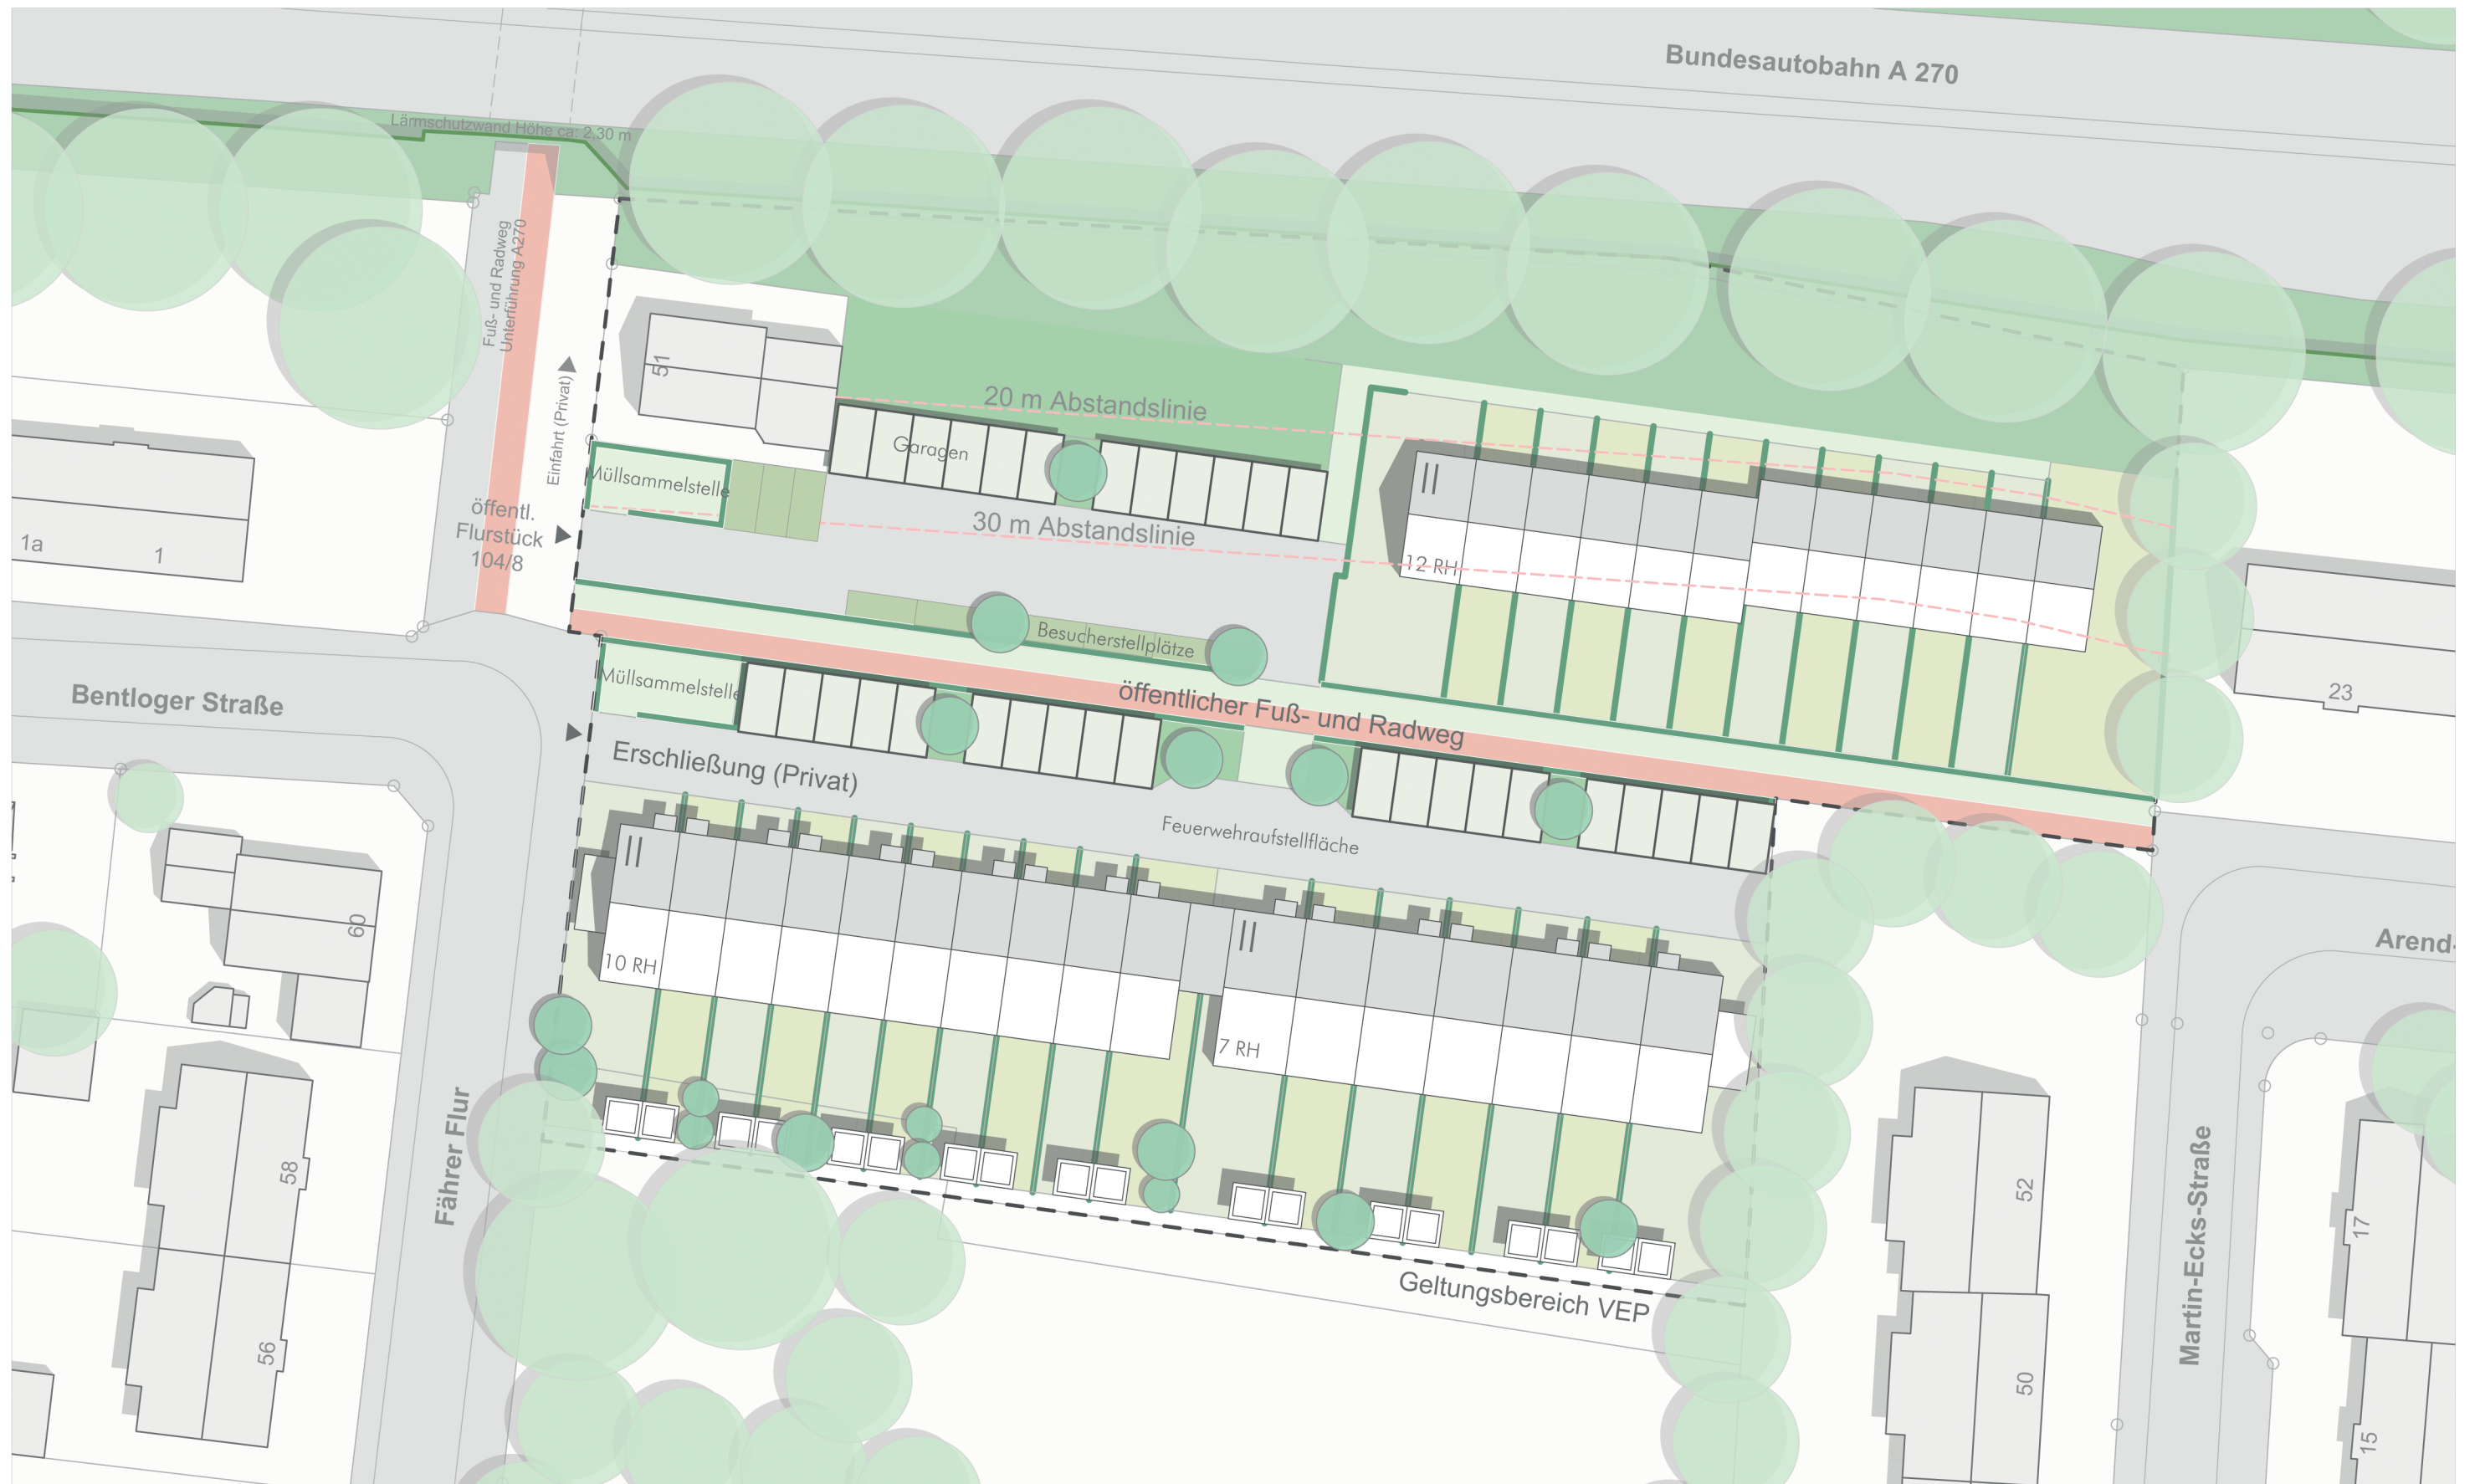 Bundesautobahn A 270
Lärmschutzwand Höhe ca: 2,30 m
Fuß- und Radweg
Unterführung A270
51
Einfahrt (Privat)
20 m Abstandslinie
Garagen
Müllsammelstelle
öffentl.
Flurstück
104/8
30 m Abstandslinie
1a
1
12 RH
Besucherstellplätze
Müllsammelstelle
öffentlicher Fuß- und Radweg
23
Bentloger Straße
Erschließung (Privat)
Feuerwehraufstellfläche
60
10 RH
7 RH
Arend-
58
Fährer Flur
56
Geltungsbereich VEP
52
50
Martin-Ecks-Straße
17
15